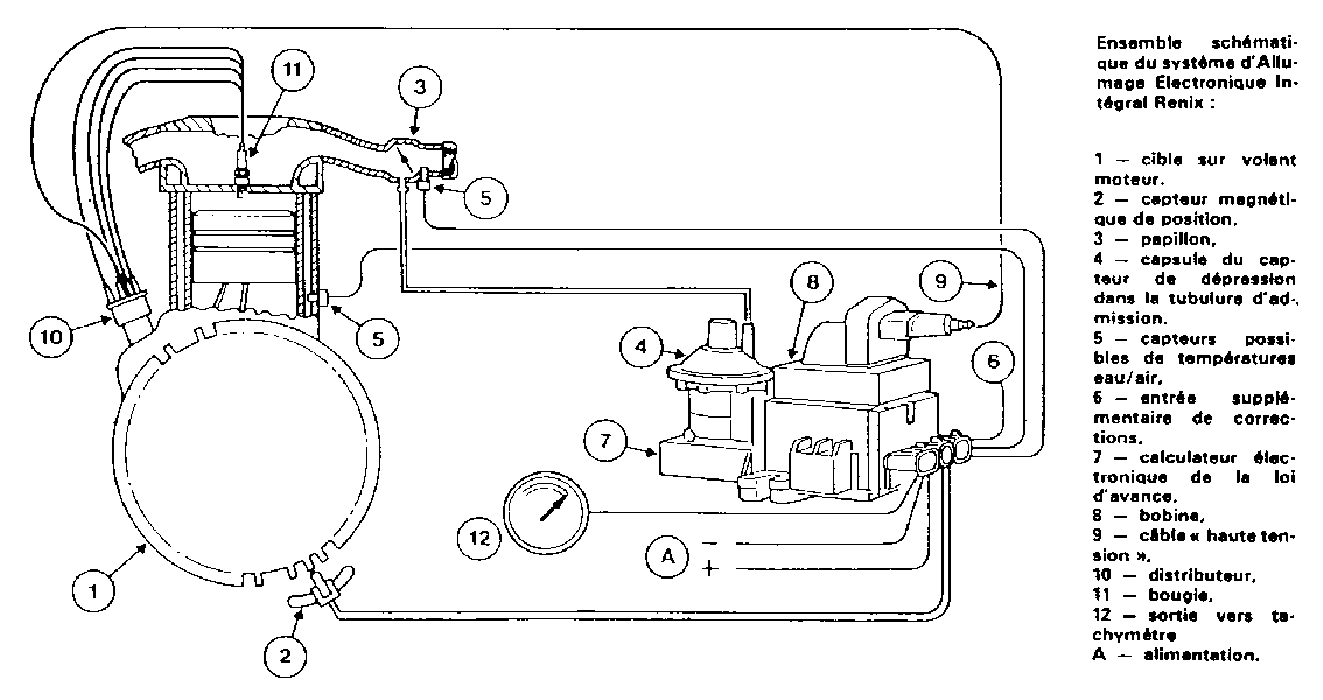 Ensemble schémati-
que du système d'Allu-
mage Electronique In-
tégral Renix :
1 — cible sur volant
moteur.
2 — capteur magnéti-
que de position.
3 — papillon.
4 — capsule du cap-
teur de dépression
dans la tubulure d'ad-
mission.
5 — capteurs possi-
bles de températures
eau/air.
6 — entrée supplé-
mentaire de correc-
tions.
7 — calculateur élec-
tronique de la loi
d'avance.
8 — bobine,
9 — câble « haute ten-
sion ».
10 — distributeur.
11 — bougie.
12 — sortie vers ta-
chymètre
A — alimentation.
11
3
5
9
8
10
5
4
6
7
12
A
−
+
1
2